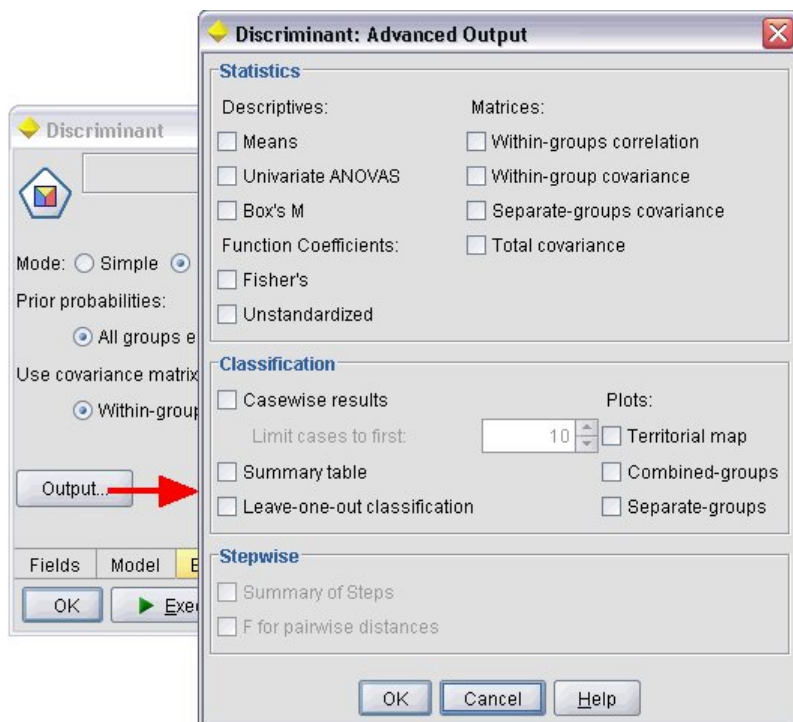 Discriminant: Advanced Output
Statistics
Descriptives:
Means
Univariate ANOVAS
Box's M
Function Coefficients:
Fisher's
Unstandardized
Matrices:
Within-groups correlation
Within-group covariance
Separate-groups covariance
Total covariance
Classification
Casewise results
Limit cases to first: 10
Summary table
Leave-one-out classification
Plots:
Territorial map
Combined-groups
Separate-groups
Stepwise
Summary of Steps
F for pairwise distances
OK Cancel Help
Discriminant
Mode: Simple
Prior probabilities:
All groups e
Use covariance matrix
Within-group
Output...
Fields Model E
OK Exe